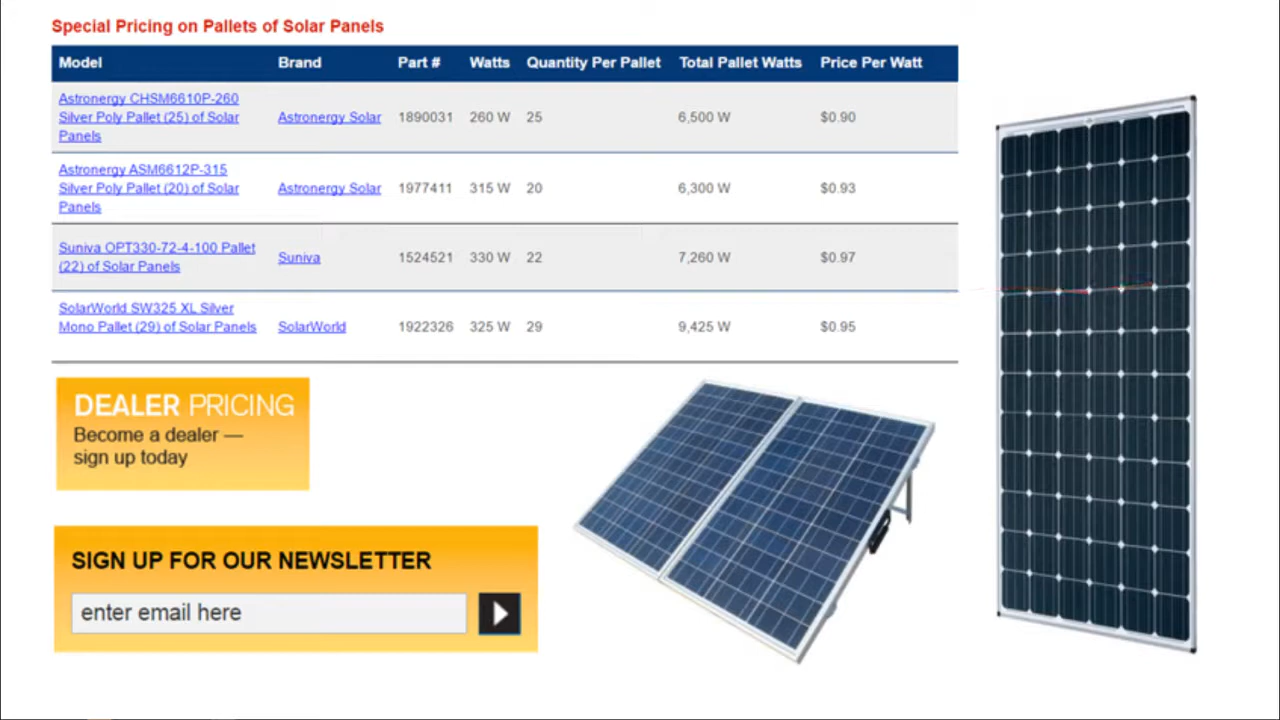 Special Pricing on Pallets of Solar Panels
Model Brand Part # Watts Quantity Per Pallet Total Pallet Watts Price Per Watt
Astronergy CHSM6610P-260
Silver Poly Pallet (25) of Solar Astronergy Solar 1890031 260 W 25 6,500 W $0.90
Panels
Astronergy ASM6612P-315
Silver Poly Pallet (20) of Solar Astronergy Solar 1977411 315 W 20 6,300 W $0.93
Panels
Suniva OPT330-72-4-100 Pallet
(22) of Solar Panels Suniva 1524521 330 W 22 7,260 W $0.97
SolarWorld SW325 XL Silver
Mono Pallet (29) of Solar Panels SolarWorld 1922326 325 W 29 9,425 W $0.95
DEALER PRICING
Become a dealer —
sign up today
SIGN UP FOR OUR NEWSLETTER
enter email here